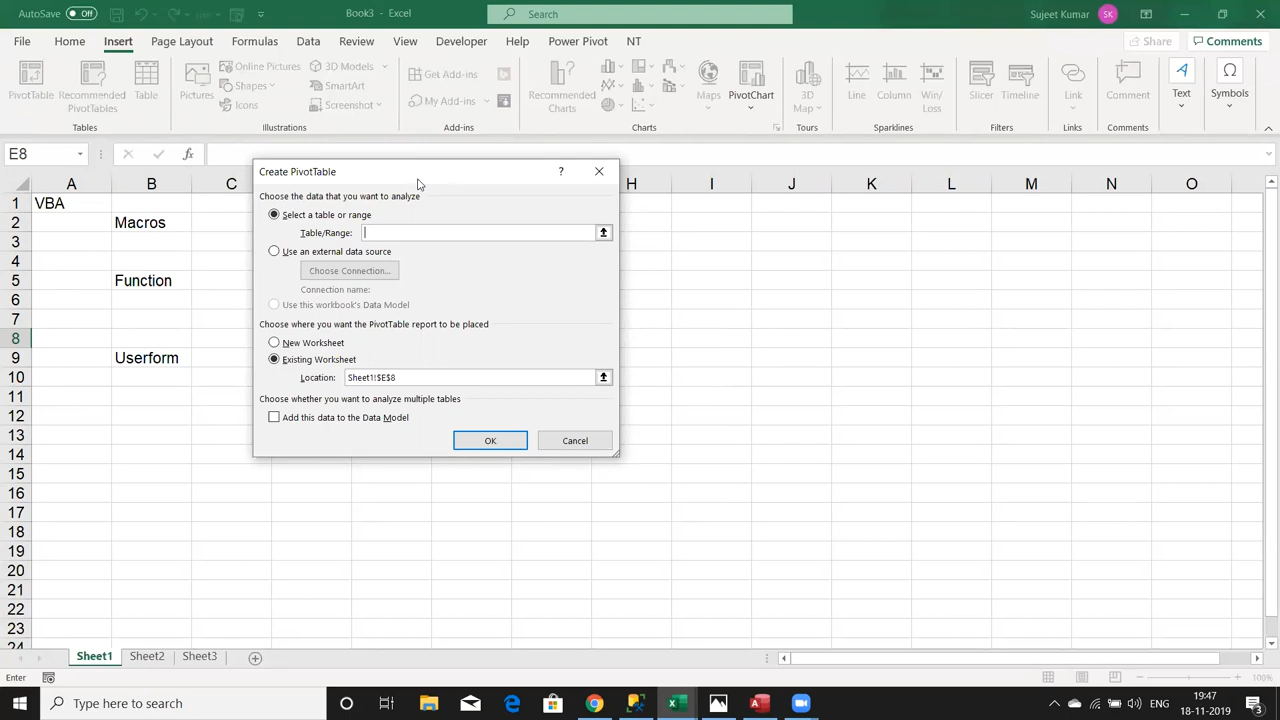 AutoSave Off Book3 - Excel Search Sujeet Kumar SK
File Home Insert Page Layout Formulas Data Review View Developer Help Power Pivot NT Share Comments
PivotTable Recommended PivotTables Table Pictures Online Pictures Shapes Icons 3D Models SmartArt Screenshot Get Add-ins My Add-ins Recommended Charts Maps PivotChart 3D Map Line Column Win/Loss Slicer Timeline Link Comment Text Symbols
Tables Illustrations Add-ins Charts Tours Sparklines Filters Links Comments
E8 fx
Create PivotTable ?
A B C H I J K L M N O
Choose the data that you want to analyze
1 VBA
Select a table or range
2 Macros
Table/Range:
3
Use an external data source
4
Choose Connection...
5 Function
Connection name:
6
Use this workbook's Data Model
7
Choose where you want the PivotTable report to be placed
8
New Worksheet
9 Userform
Existing Worksheet
10
Location: Sheet1!$E$8
11
Choose whether you want to analyze multiple tables
12
Add this data to the Data Model
13
OK Cancel
14
15
16
17
18
19
20
21
22
23
24
Sheet1 Sheet2 Sheet3
Enter 100%
Type here to search ENG 19:47
18-11-2019